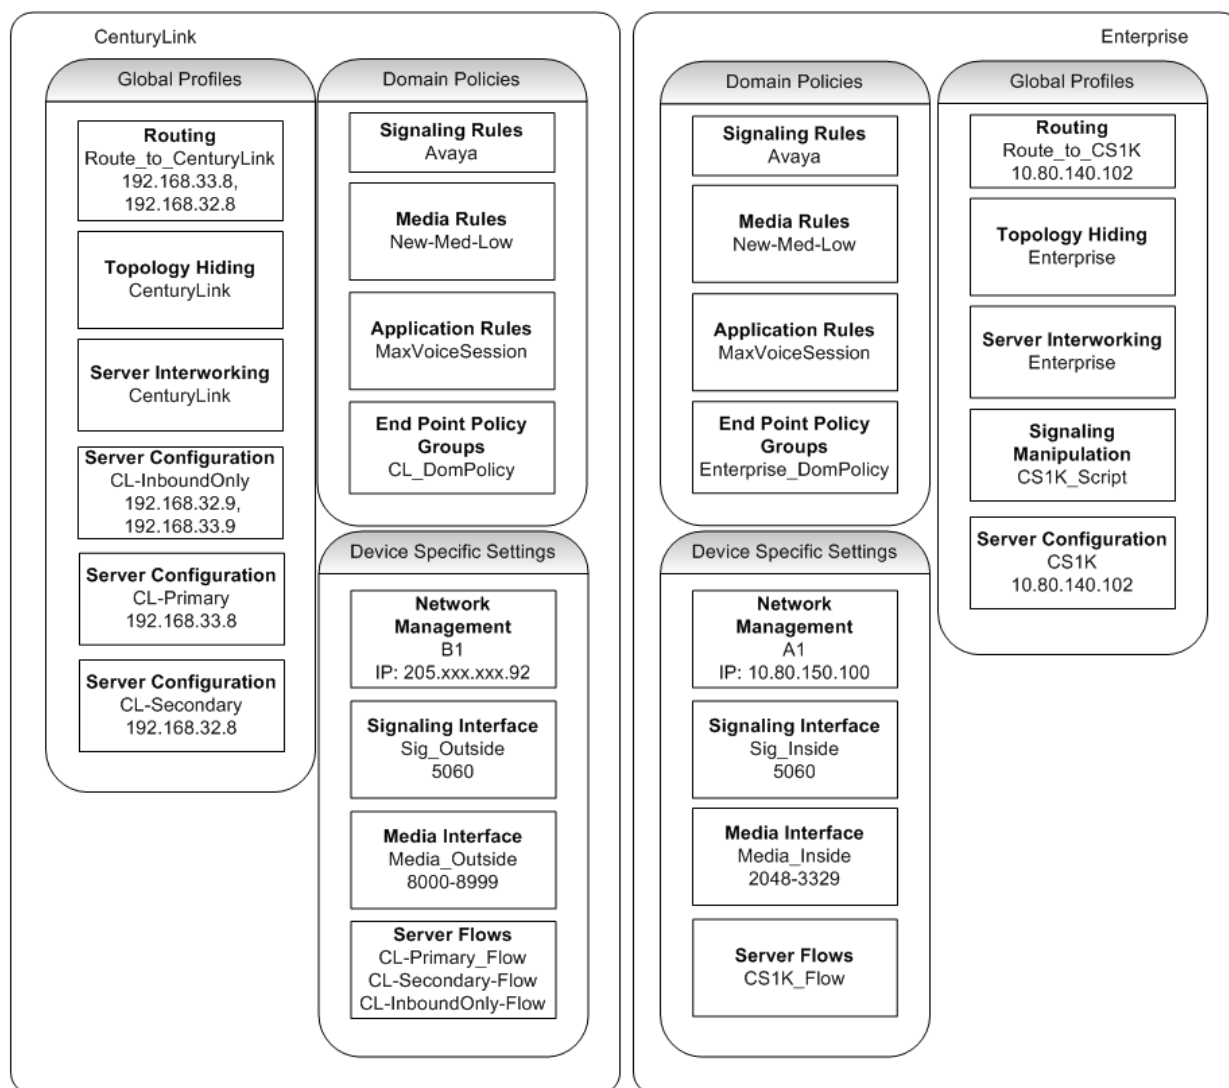 CenturyLink
Global Profiles
Routing
Route_to_CenturyLink
192.168.33.8,
192.168.32.8
Topology Hiding
CenturyLink
Server Interworking
CenturyLink
Server Configuration
CL-InboundOnly
192.168.32.9,
192.168.33.9
Server Configuration
CL-Primary
192.168.33.8
Server Configuration
CL-Secondary
192.168.32.8
Domain Policies
Signaling Rules
Avaya
Media Rules
New-Med-Low
Application Rules
MaxVoiceSession
End Point Policy
Groups
CL_DomPolicy
Device Specific Settings
Network
Management
B1
IP: 205.xxx.xxx.92
Signaling Interface
Sig_Outside
5060
Media Interface
Media_Outside
8000-8999
Server Flows
CL-Primary_Flow
CL-Secondary-Flow
CL-InboundOnly-Flow
Enterprise
Domain Policies
Signaling Rules
Avaya
Media Rules
New-Med-Low
Application Rules
MaxVoiceSession
End Point Policy
Groups
Enterprise_DomPolicy
Device Specific Settings
Network
Management
A1
IP: 10.80.150.100
Signaling Interface
Sig_Inside
5060
Media Interface
Media_Inside
2048-3329
Server Flows
CS1K_Flow
Global Profiles
Routing
Route_to_CS1K
10.80.140.102
Topology Hiding
Enterprise
Server Interworking
Enterprise
Signaling
Manipulation
CS1K_Script
Server Configuration
CS1K
10.80.140.102